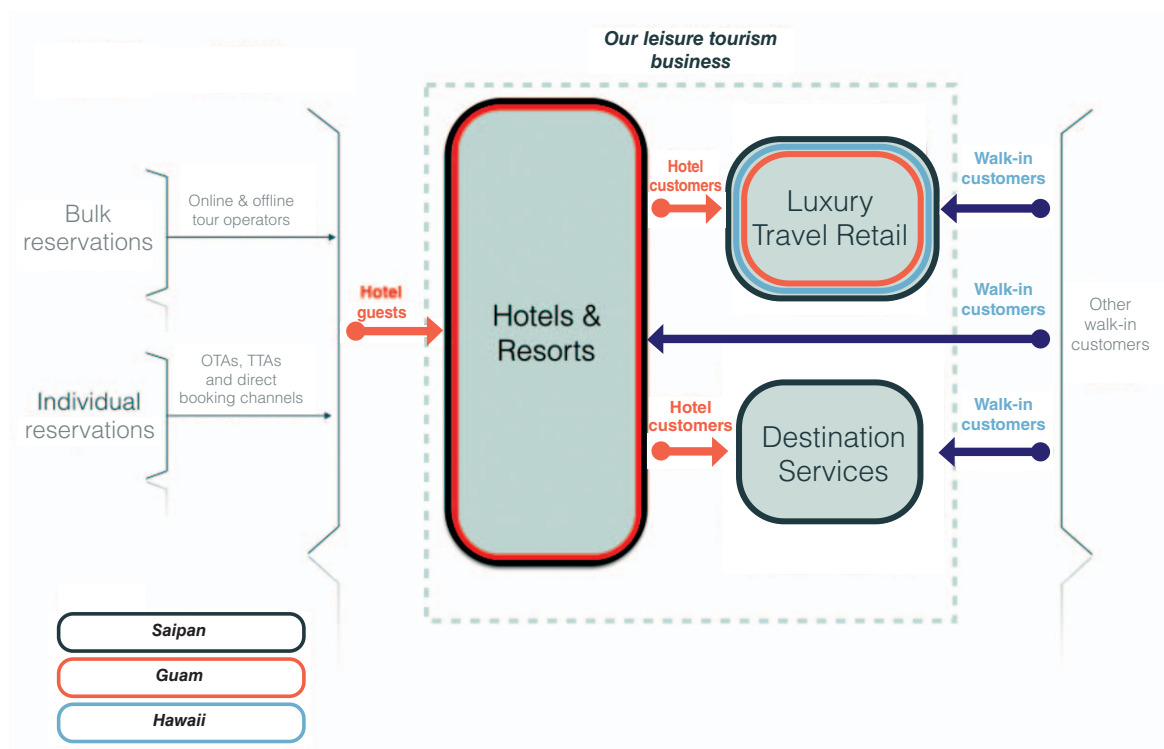 Our leisure tourism
business
Bulk
reservations
Online & offline
tour operators
Individual
reservations
OTAs, TTAs
and direct
booking channels
Hotel
guests
Hotels &
Resorts
Hotel
customers
Luxury
Travel Retail
Walk-in
customers
Walk-in
customers
Hotel
customers
Destination
Services
Walk-in
customers
Other
walk-in
customers
Saipan
Guam
Hawaii